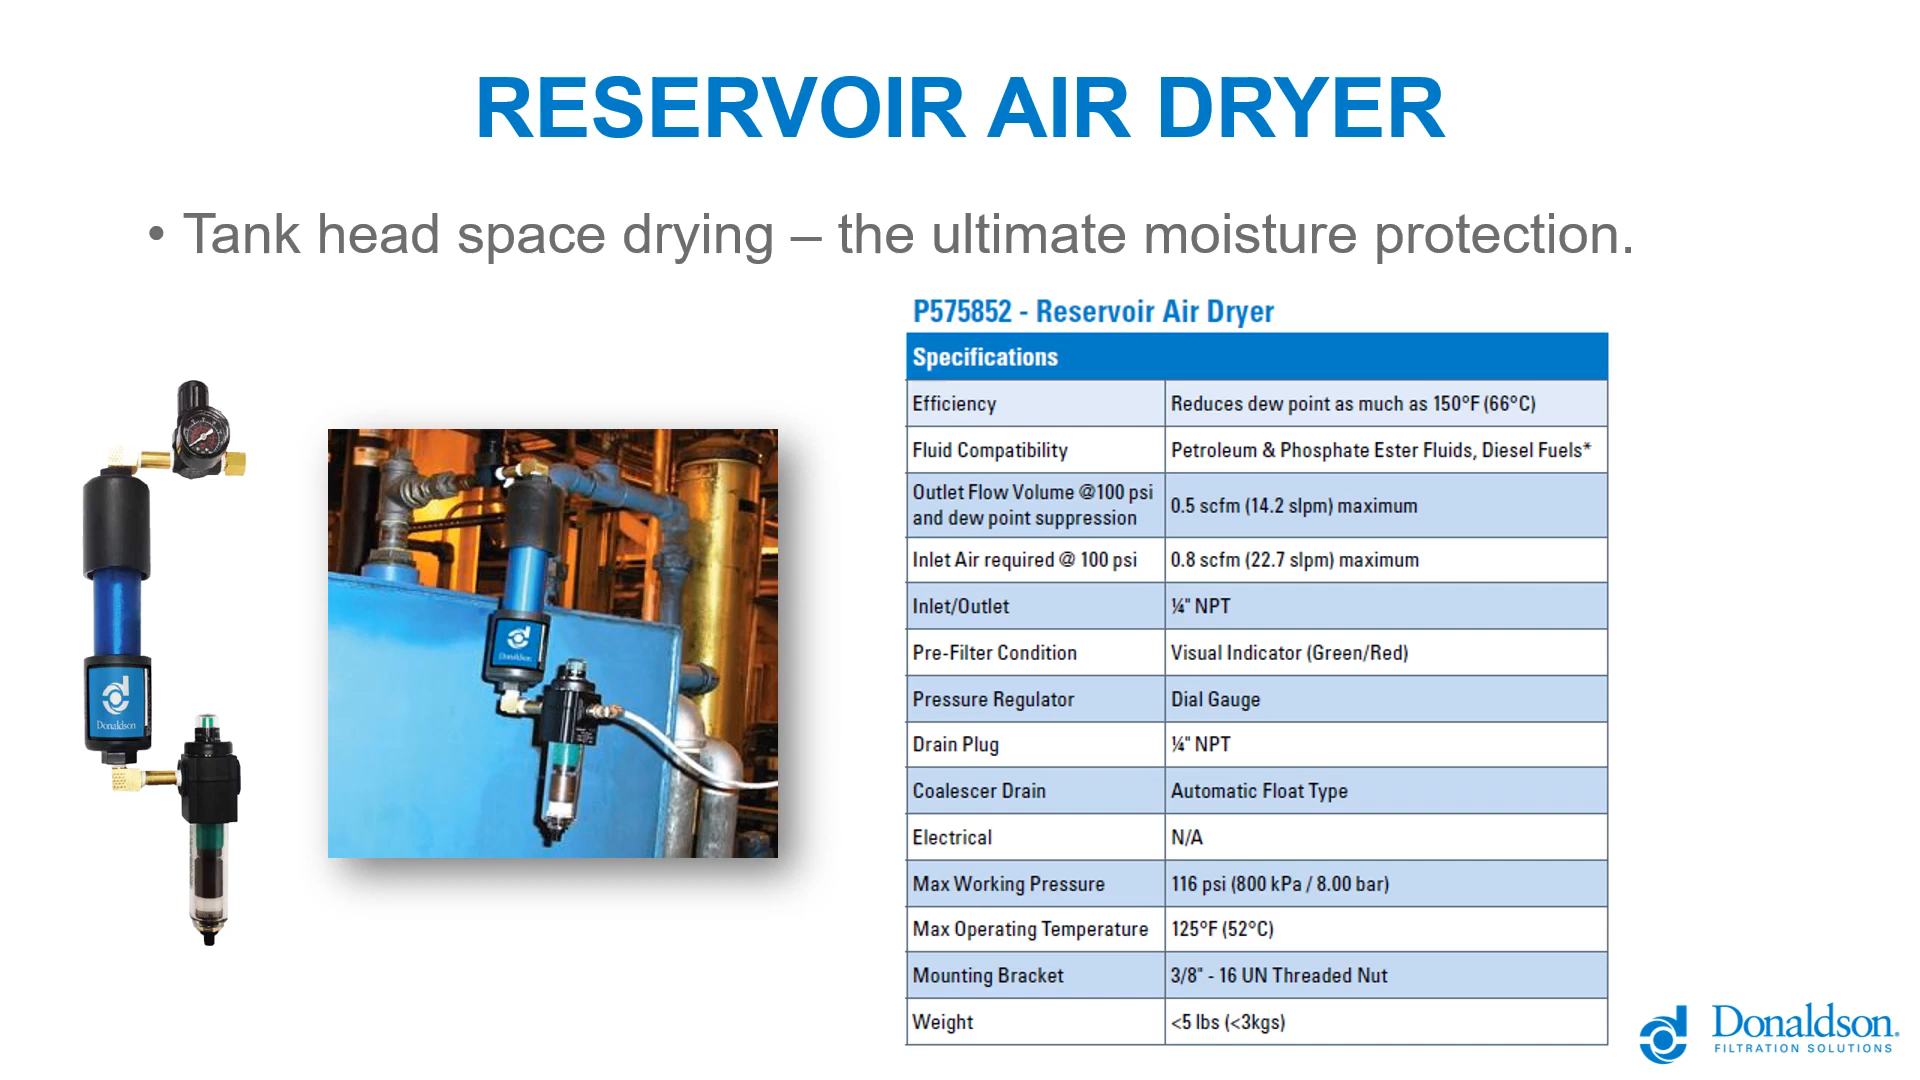 RESERVOIR AIR DRYER
• Tank head space drying – the ultimate moisture protection.
P575852 - Reservoir Air Dryer
Specifications
Efficiency Reduces dew point as much as 150°F (66°C)
Fluid Compatibility Petroleum & Phosphate Ester Fluids, Diesel Fuels*
Outlet Flow Volume @100 psi
and dew point suppression 0.5 scfm (14.2 slpm) maximum
Inlet Air required @ 100 psi 0.8 scfm (22.7 slpm) maximum
Inlet/Outlet ¼" NPT
Pre-Filter Condition Visual Indicator (Green/Red)
Pressure Regulator Dial Gauge
Drain Plug ¼" NPT
Coalescer Drain Automatic Float Type
Electrical N/A
Max Working Pressure 116 psi (800 kPa / 8.00 bar)
Max Operating Temperature 125°F (52°C)
Mounting Bracket 3/8" - 16 UN Threaded Nut
Weight <5 lbs (<3kgs)
Donaldson
Donaldson
Donaldson®
FILTRATION SOLUTIONS